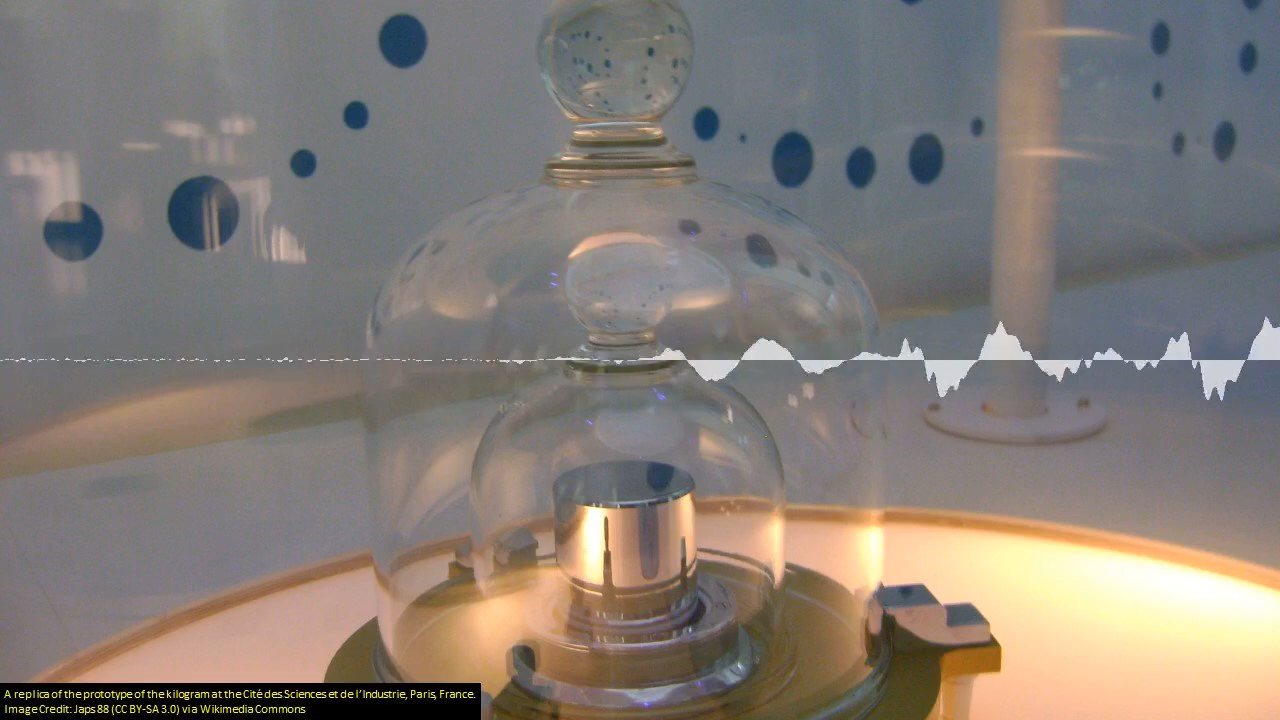 A replica of the prototype of the kilogram at the Cité des Sciences et de l'Industrie, Paris, France.
Image Credit: Japs 88 (CC BY-SA 3.0) via Wikimedia Commons